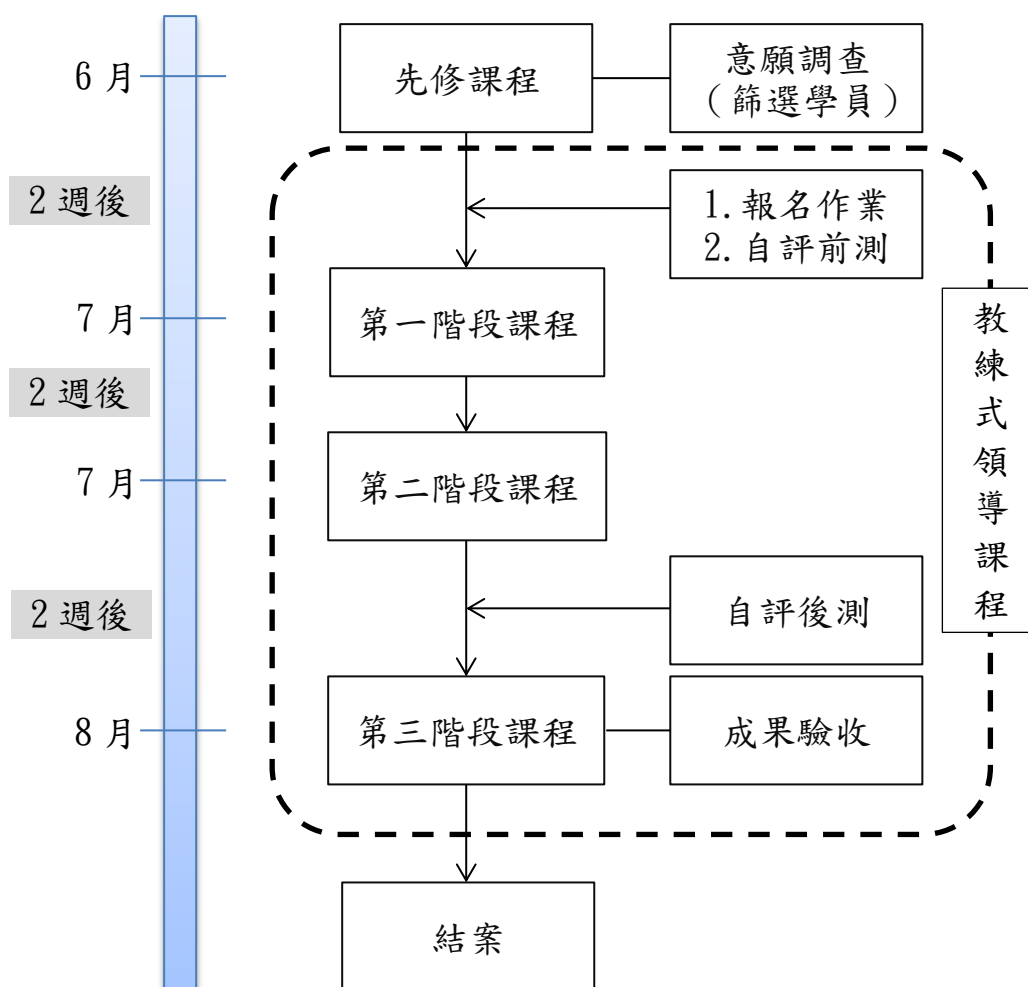 6 月
先修課程
意願調查
（篩選學員）
2 週後
1. 報名作業
2. 自評前測
7 月
第一階段課程
教練式領導課程
2 週後
7 月
第二階段課程
2 週後
自評後測
8 月
第三階段課程
成果驗收
結案